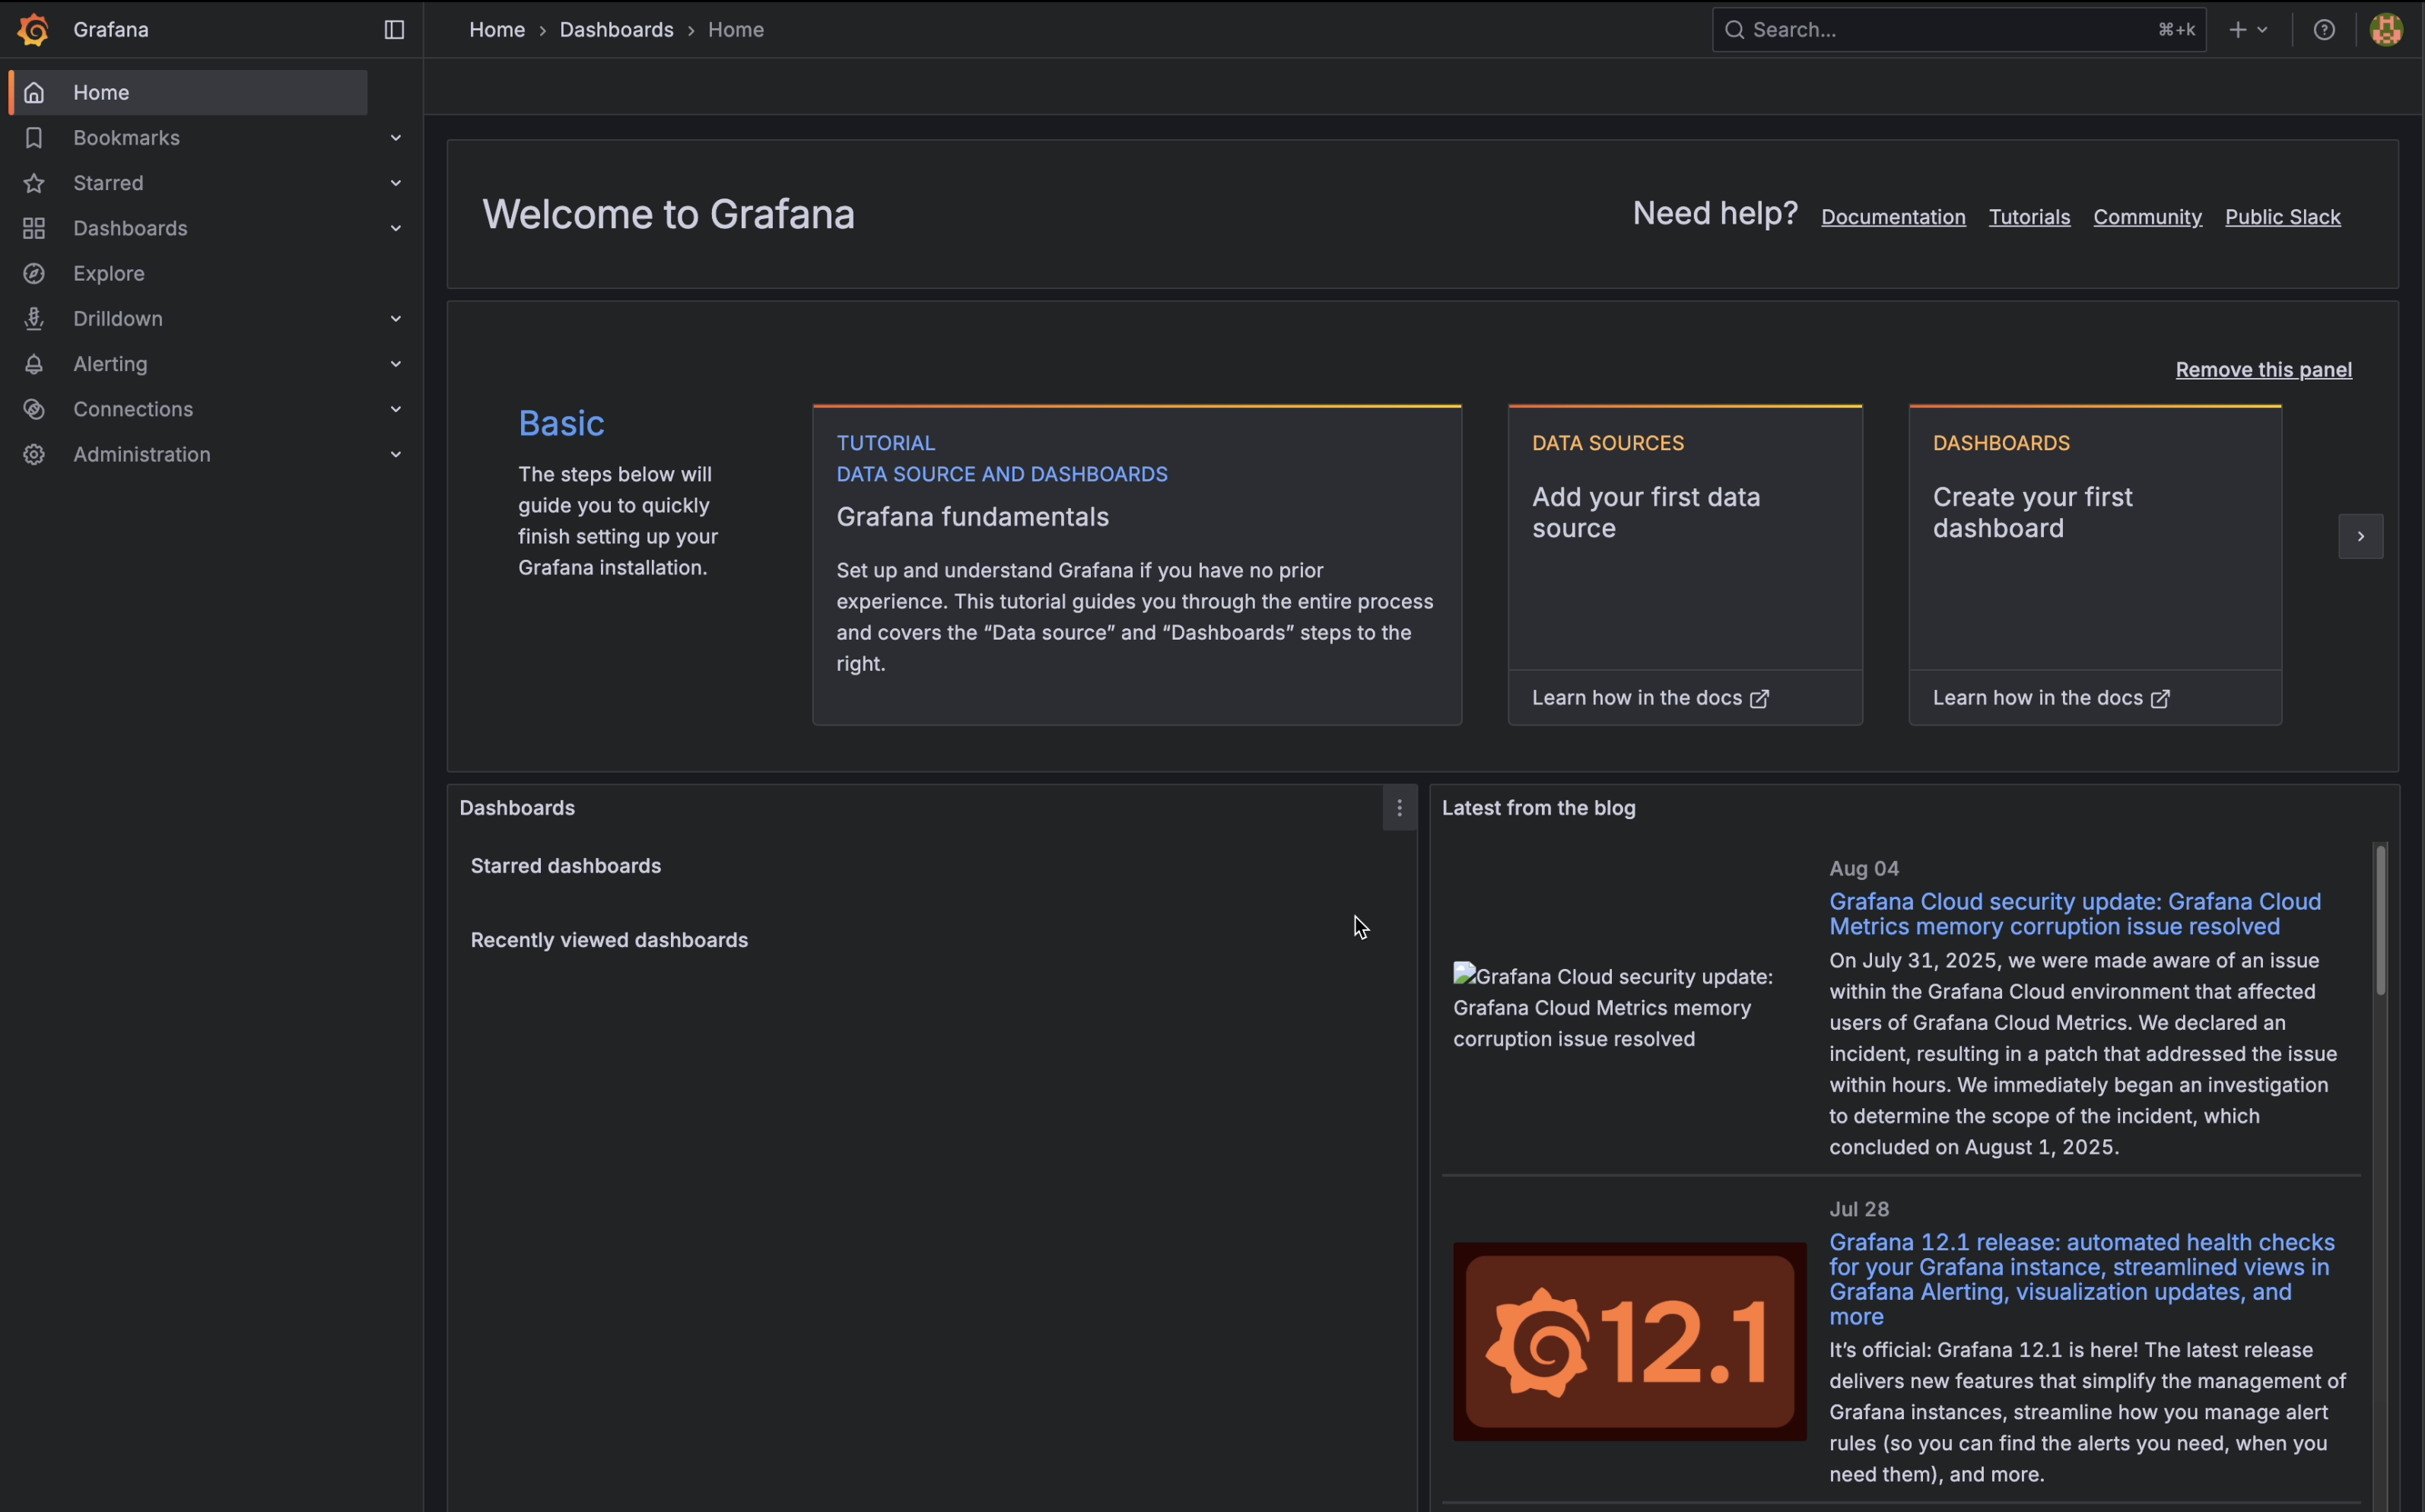 Grafana
Home › Dashboards › Home
Search...
⌘+k
Home
Bookmarks
Starred
Dashboards
Explore
Drilldown
Alerting
Connections
Administration
Welcome to Grafana
Need help?
Documentation
Tutorials
Community
Public Slack
Remove this panel
Basic
The steps below will
guide you to quickly
finish setting up your
Grafana installation.
TUTORIAL
DATA SOURCE AND DASHBOARDS
Grafana fundamentals
Set up and understand Grafana if you have no prior
experience. This tutorial guides you through the entire process
and covers the “Data source” and “Dashboards” steps to the
right.
DATA SOURCES
Add your first data
source
Learn how in the docs
DASHBOARDS
Create your first
dashboard
Learn how in the docs
Dashboards
Starred dashboards
Recently viewed dashboards
Latest from the blog
Grafana Cloud security update:
Grafana Cloud Metrics memory
corruption issue resolved
Aug 04
Grafana Cloud security update: Grafana Cloud
Metrics memory corruption issue resolved
On July 31, 2025, we were made aware of an issue
within the Grafana Cloud environment that affected
users of Grafana Cloud Metrics. We declared an
incident, resulting in a patch that addressed the issue
within hours. We immediately began an investigation
to determine the scope of the incident, which
concluded on August 1, 2025.
12.1
Jul 28
Grafana 12.1 release: automated health checks
for your Grafana instance, streamlined views in
Grafana Alerting, visualization updates, and
more
It’s official: Grafana 12.1 is here! The latest release
delivers new features that simplify the management of
Grafana instances, streamline how you manage alert
rules (so you can find the alerts you need, when you
need them), and more.